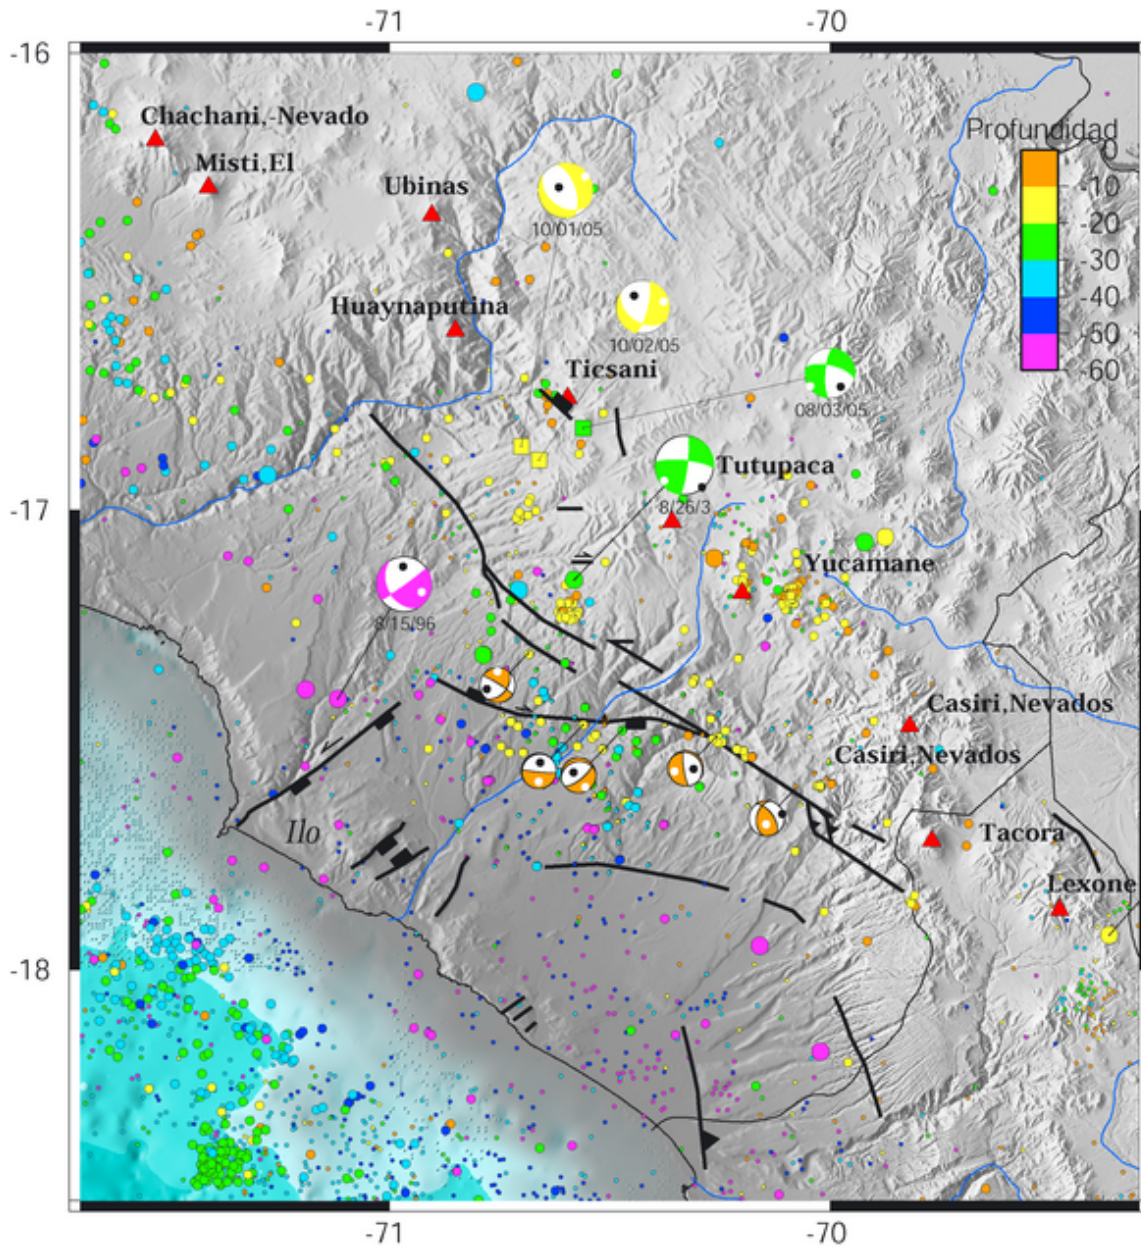 -71
-70
-16
Chachani,-Nevado
Profundidad
0
Misti,El
Ubinas
-10
-20
10/01/05
-30
Huaynaputina
-40
10/02/05
-50
Ticsani
-60
08/03/05
Tutupaca
-17
8/26/3
Yucamane
8/15/96
Casiri,Nevados
Casiri,Nevados
Ilo
Tacora
Lexone
-18
-71
-70